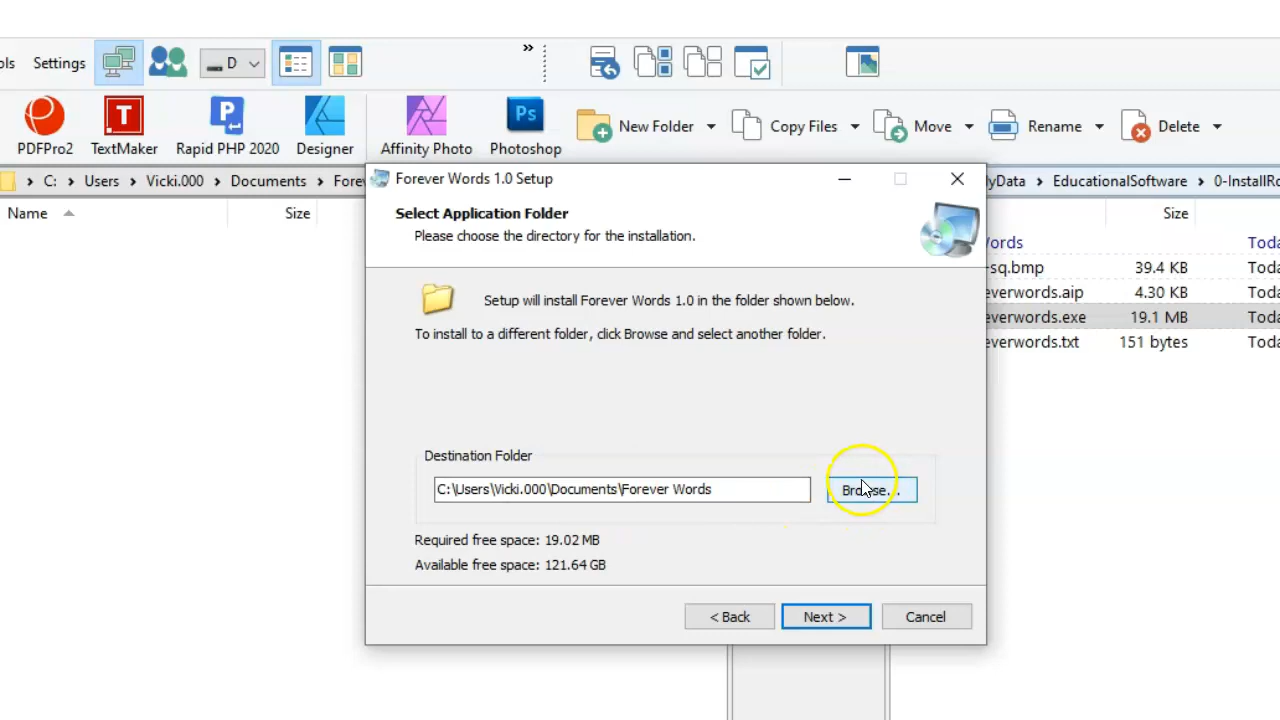 ols Settings D »
PDFPro2 TextMaker Rapid PHP 2020 Designer Affinity Photo Photoshop New Folder Copy Files Move Rename Delete
C: Users Vicki.000 Documents Fore
Forever Words 1.0 Setup
MyData EducationalSoftware 0-InstallRo
Name Size
Size
Select Application Folder
Please choose the directory for the installation.
Words Toda
-sq.bmp 39.4 KB Toda
everwords.aip 4.30 KB Toda
everwords.exe 19.1 MB Toda
everwords.txt 151 bytes Toda
Setup will install Forever Words 1.0 in the folder shown below.
To install to a different folder, click Browse and select another folder.
Destination Folder
C:\Users\Vicki.000\Documents\Forever Words
Browse...
Required free space: 19.02 MB
Available free space: 121.64 GB
< Back Next > Cancel